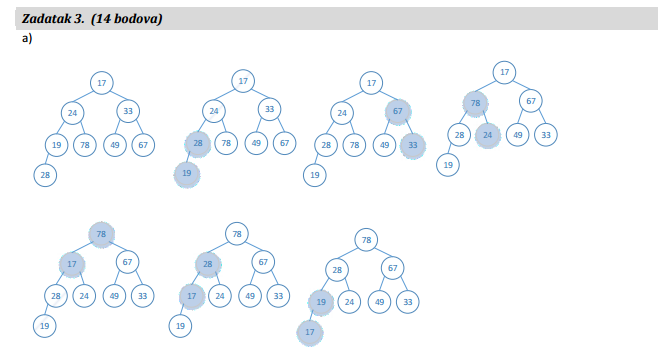 Zadatak 3. (14 bodova)
a)
17 17 17 17
24 33 24 33 24 67 78 67
19 78 49 67 28 78 49 67 28 78 49 33 28 24 49 33
28 19 19 19
78 78 78
17 67 28 67 28 67
28 24 49 33 17 24 49 33 19 24 49 33
19 19 17